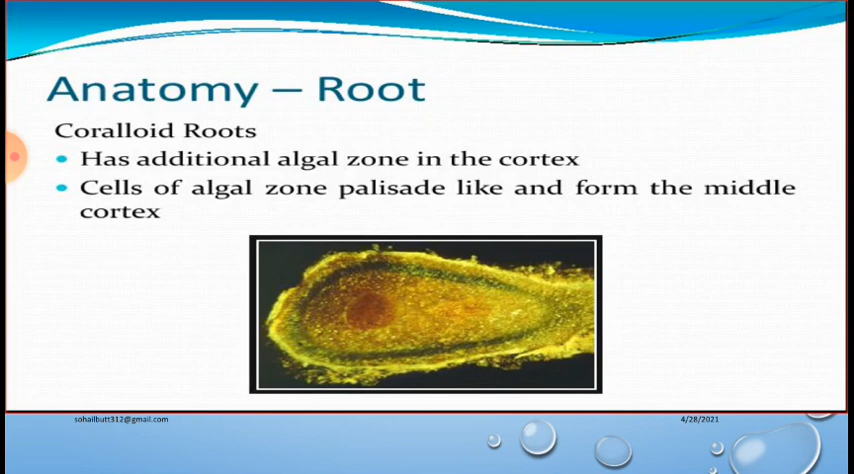 Anatomy – Root
Coralloid Roots
• Has additional algal zone in the cortex
• Cells of algal zone palisade like and form the middle
cortex
sohailbutt312@gmail.com
4/28/2021